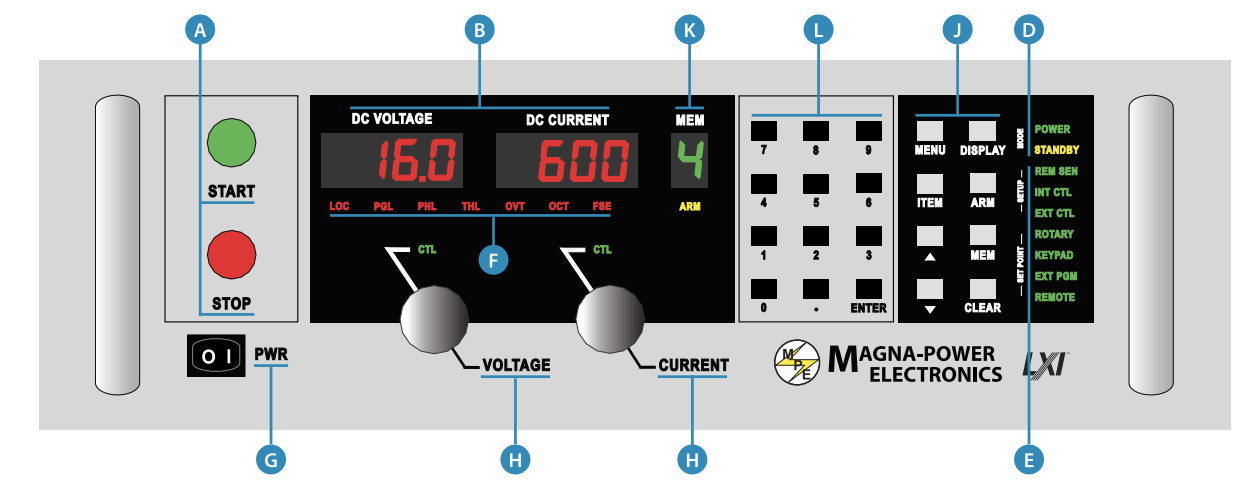 A
B
K
L
J
D
DC VOLTAGE
DC CURRENT
MEM
16.0
600
4
LOC PGL PHL THL OVT OCT FSE
ARM
START
STOP
F
CTL
CTL
O I
PWR
VOLTAGE
CURRENT
7 8 9
4 5 6
1 2 3
0 . ENTER
MENU DISPLAY
ITEM ARM
▲ MEM
▼ CLEAR
MODE
SETUP
SET POINT
POWER
STANDBY
REM SEN
INT CTL
EXT CTL
ROTARY
KEYPAD
EXT PGM
REMOTE
MPE
MAGNA-POWER
ELECTRONICS
LXI
G
H
H
E